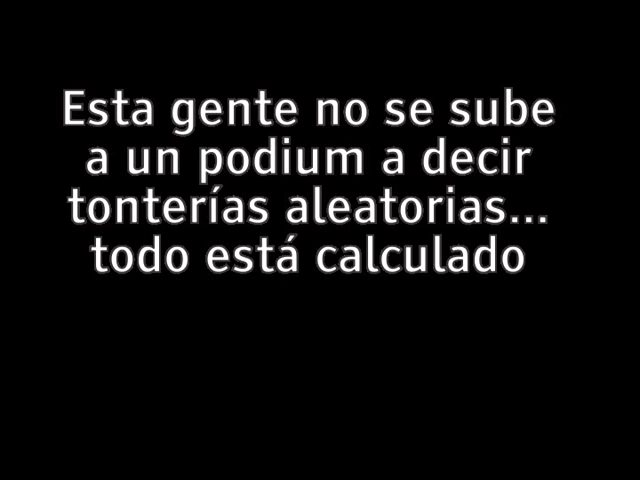 Esta gente no se sube
a un podium a decir
tonterías aleatorias...
todo está calculado